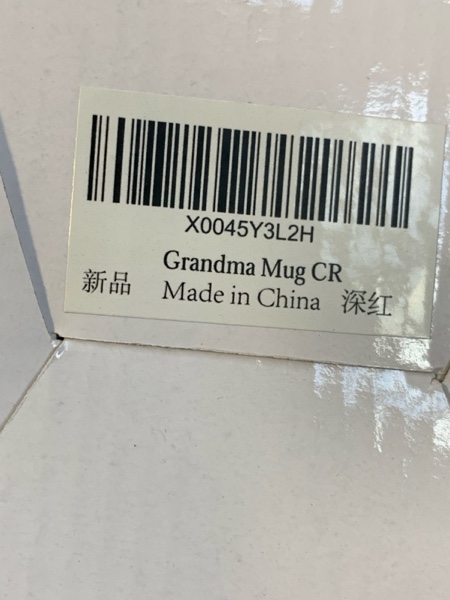 X0045Y3L2H
Grandma Mug CR
新品 Made in China 深红